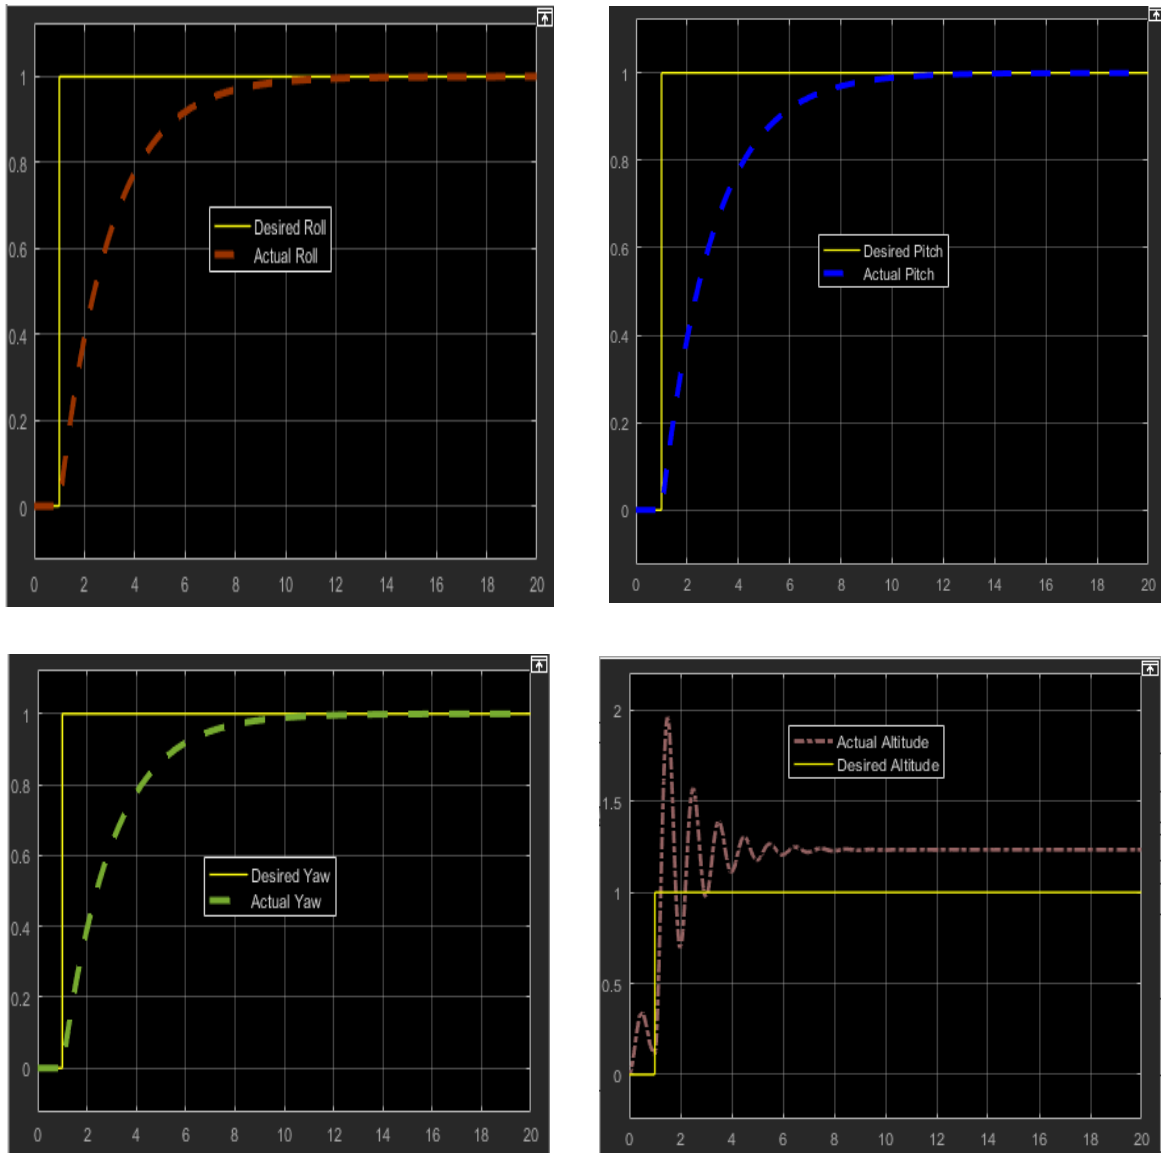 1
0.8
0.6
0.4
0.2
0
0 2 4 6 8 10 12 14 16 18 20
Desired Roll
Actual Roll
1
0.8
0.6
0.4
0.2
0
0 2 4 6 8 10 12 14 16 18 20
Desired Pitch
Actual Pitch
1
0.8
0.6
0.4
0.2
0
0 2 4 6 8 10 12 14 16 18 20
Desired Yaw
Actual Yaw
2
1.5
1
0.5
0
0 2 4 6 8 10 12 14 16 18 20
Actual Altitude
Desired Altitude